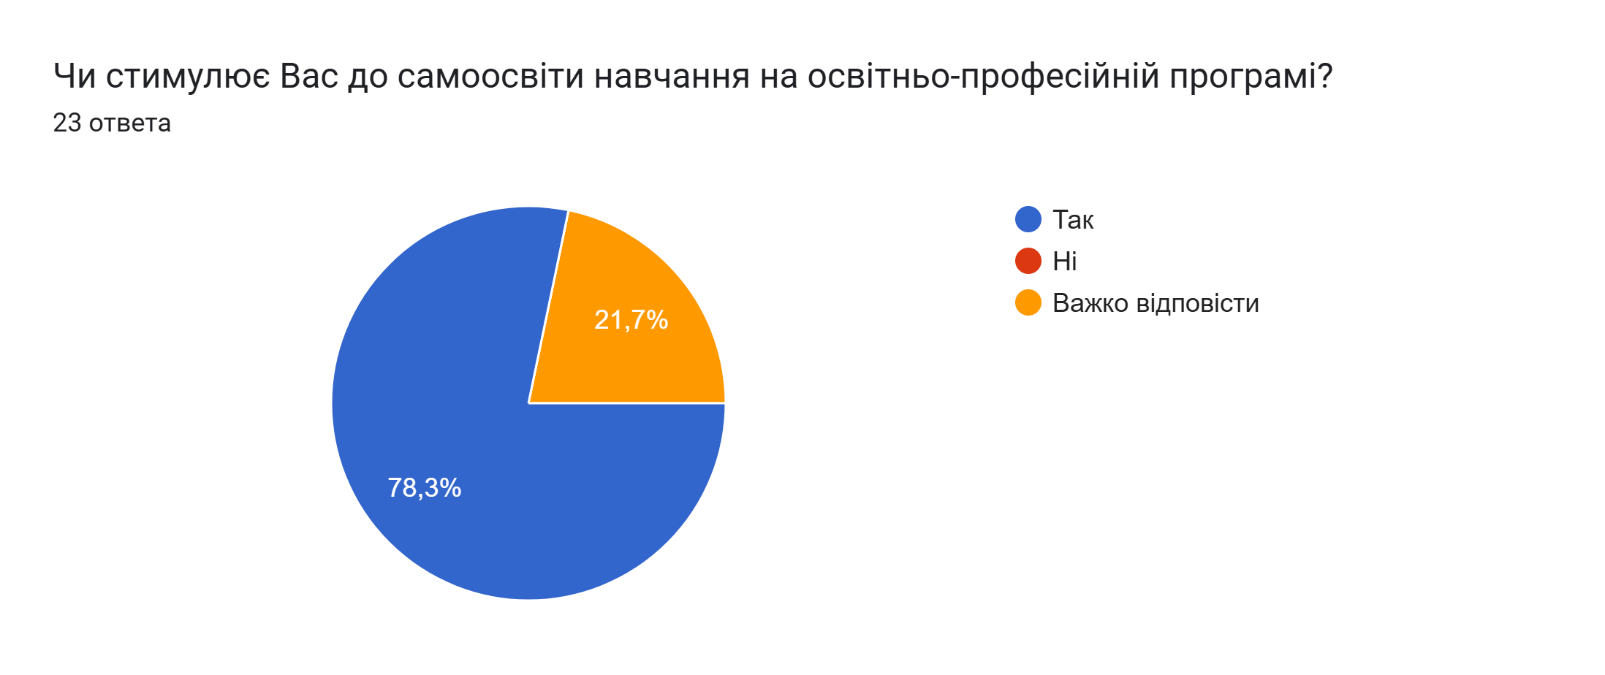 Чи стимулює Вас до самоосвіти навчання на освітньо-професійній програмі?
23 ответа
Так
Ні
Важко відповісти
21,7%
78,3%